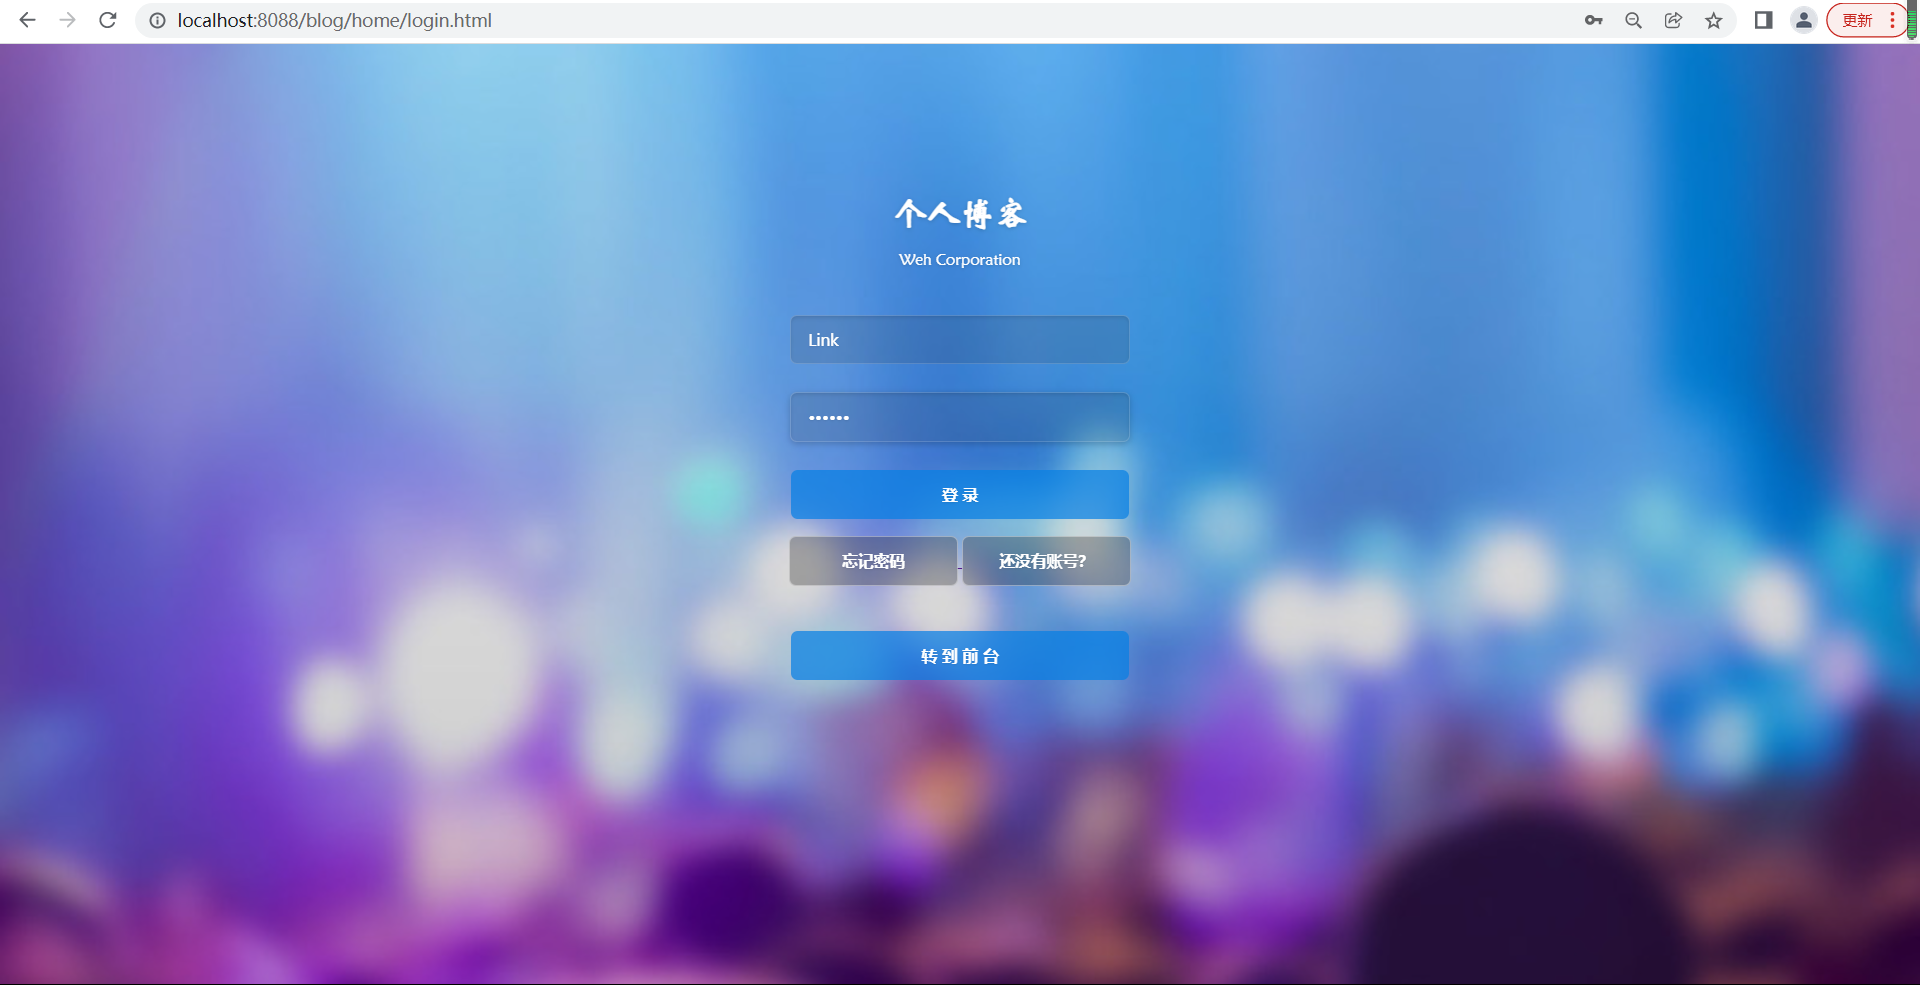 localhost:8088/blog/home/login.html
更新
个人博客
Weh Corporation
Link
••••••
登 录
忘记密码 - 还没有账号?
转 到 前 台